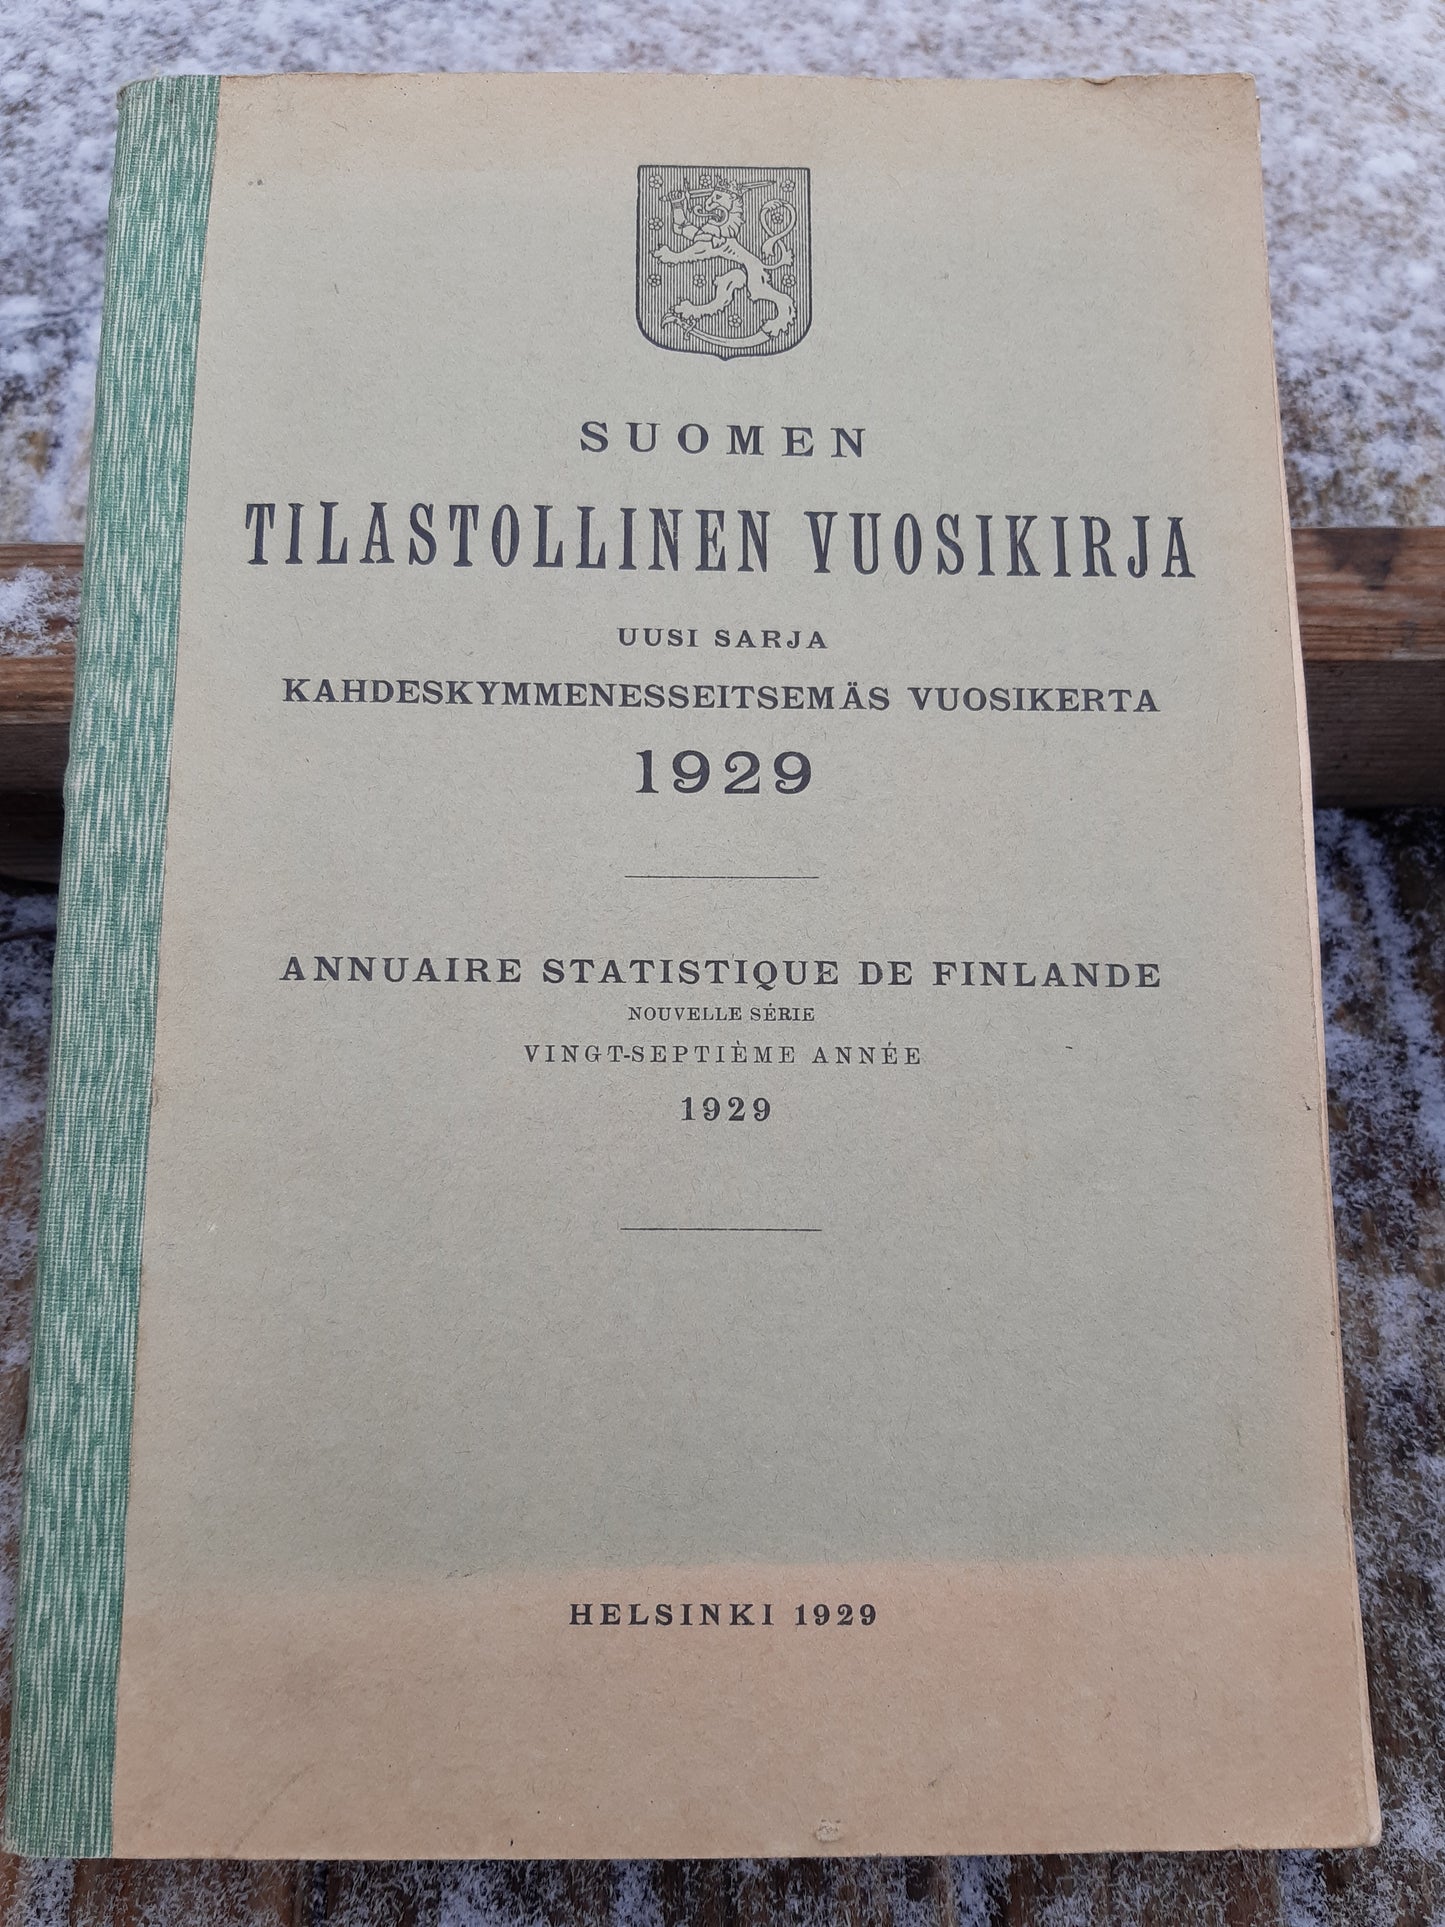 SUOMEN
TILASTOLLINEN VUOSIKIRJA
UUSI SARJA
KAHDESKYMMENESSEITSEMÄS VUOSIKERTA
1929
ANNUAIRE STATISTIQUE DE FINLANDE
NOUVELLE SÉRIE
VINGT-SEPTIÈME ANNÉE
1929
HELSINKI 1929